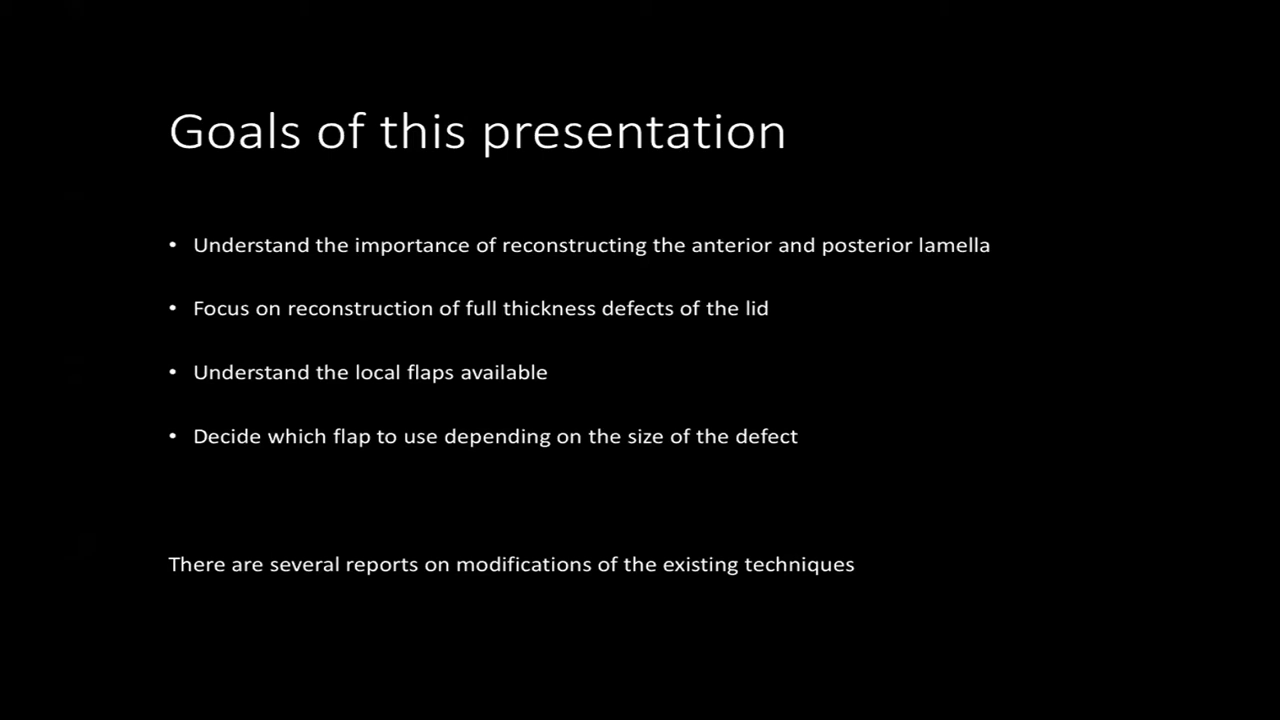 Goals of this presentation
• Understand the importance of reconstructing the anterior and posterior lamella
• Focus on reconstruction of full thickness defects of the lid
• Understand the local flaps available
• Decide which flap to use depending on the size of the defect
There are several reports on modifications of the existing techniques